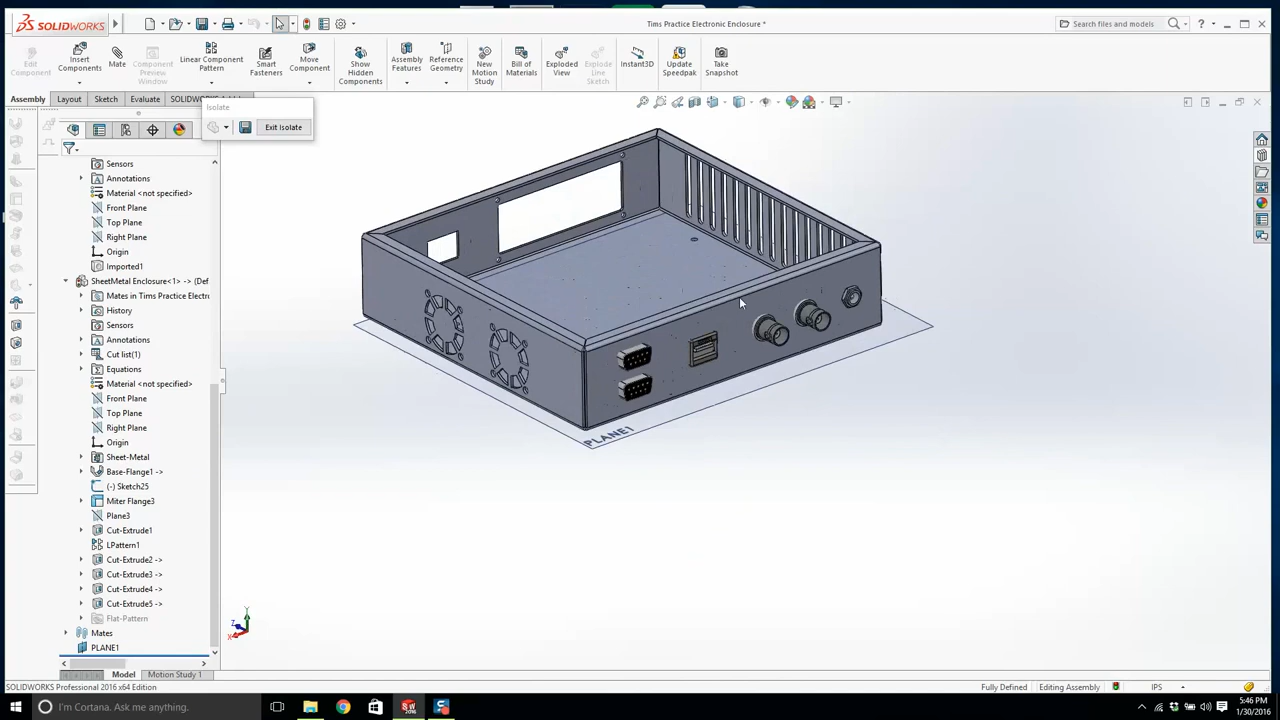 SOLIDWORKS
Tims Practice Electronic Enclosure *
Search files and models
Edit Component
Insert Components
Mate
Component Preview Window
Linear Component Pattern
Smart Fasteners
Move Component
Show Hidden Components
Assembly Features
Reference Geometry
New Motion Study
Bill of Materials
Exploded View
Explode Line Sketch
Instant3D
Update Speedpak
Take Snapshot
Assembly
Layout
Sketch
Evaluate
Isolate
Exit Isolate
Sensors
Annotations
Material <not specified>
Front Plane
Top Plane
Right Plane
Origin
Imported1
SheetMetal Enclosure<1> -> (Def
Mates in Tims Practice Electro
History
Sensors
Annotations
Cut list(1)
Equations
Material <not specified>
Front Plane
Top Plane
Right Plane
Origin
Sheet-Metal
Base-Flange1 ->
(-) Sketch25
Miter Flange3
Plane3
Cut-Extrude1
LPattern1
Cut-Extrude2 ->
Cut-Extrude3 ->
Cut-Extrude4 ->
Cut-Extrude5 ->
Flat-Pattern
Mates
PLANE1
PLANE1
Y
Z
X
Model
Motion Study 1
SOLIDWORKS Professional 2016 x64 Edition
Fully Defined
Editing Assembly
IPS
I'm Cortana. Ask me anything.
5:46 PM
1/30/2016